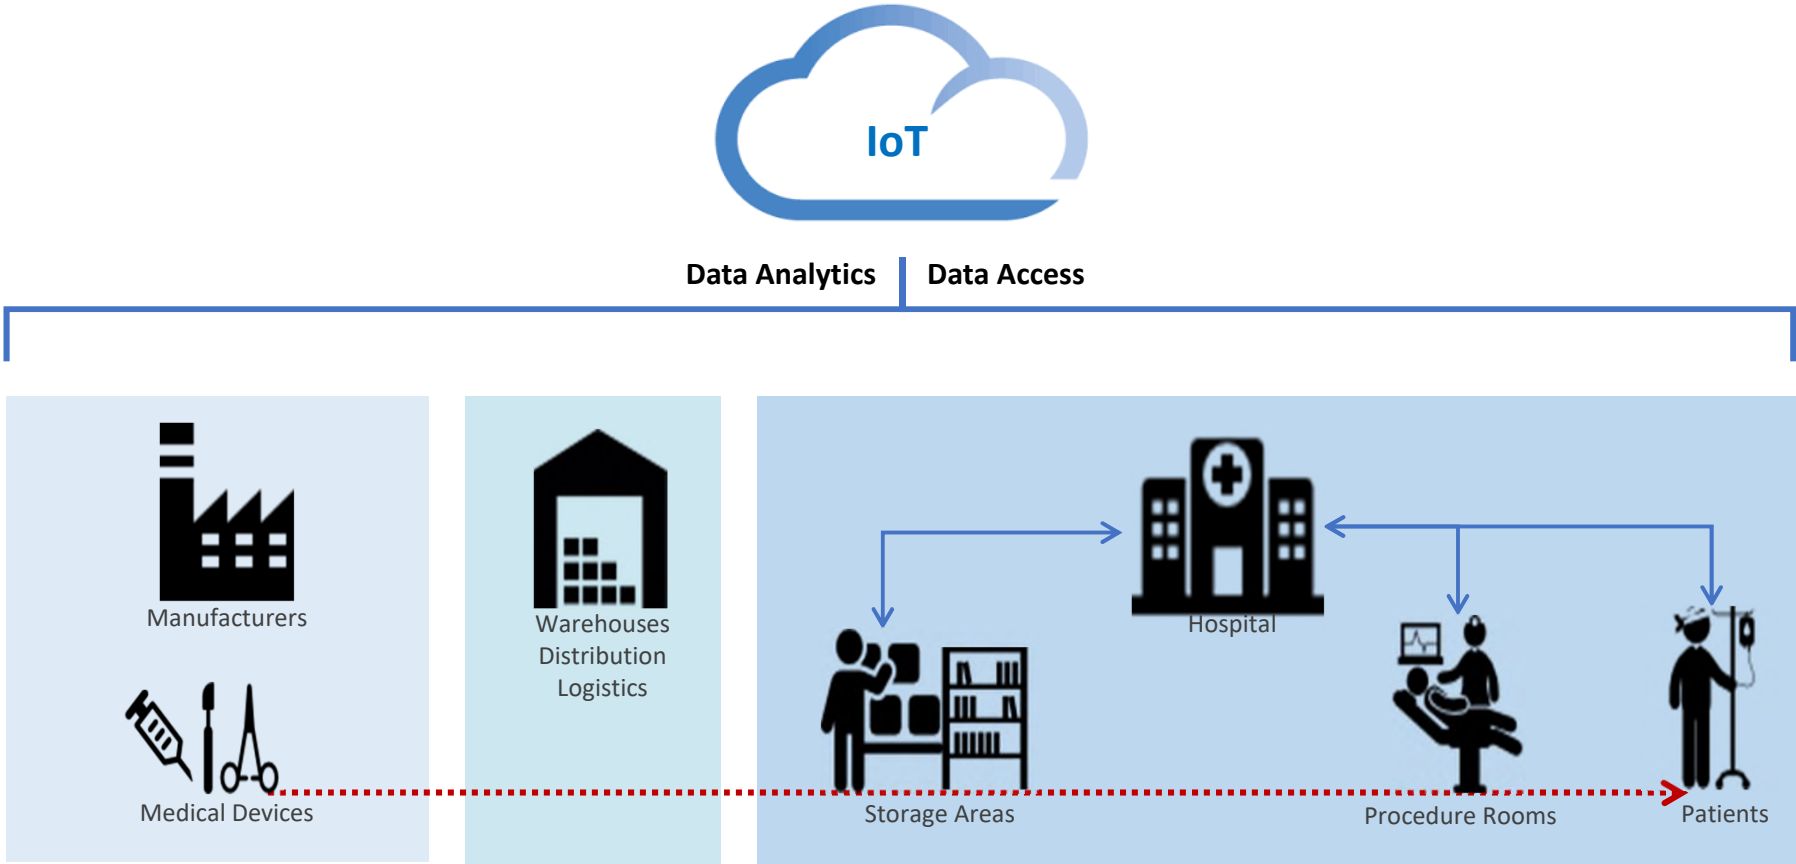 IoT
Data Analytics
Data Access
Manufacturers
Medical Devices
Warehouses
Distribution
Logistics
Hospital
Storage Areas
Procedure Rooms
Patients